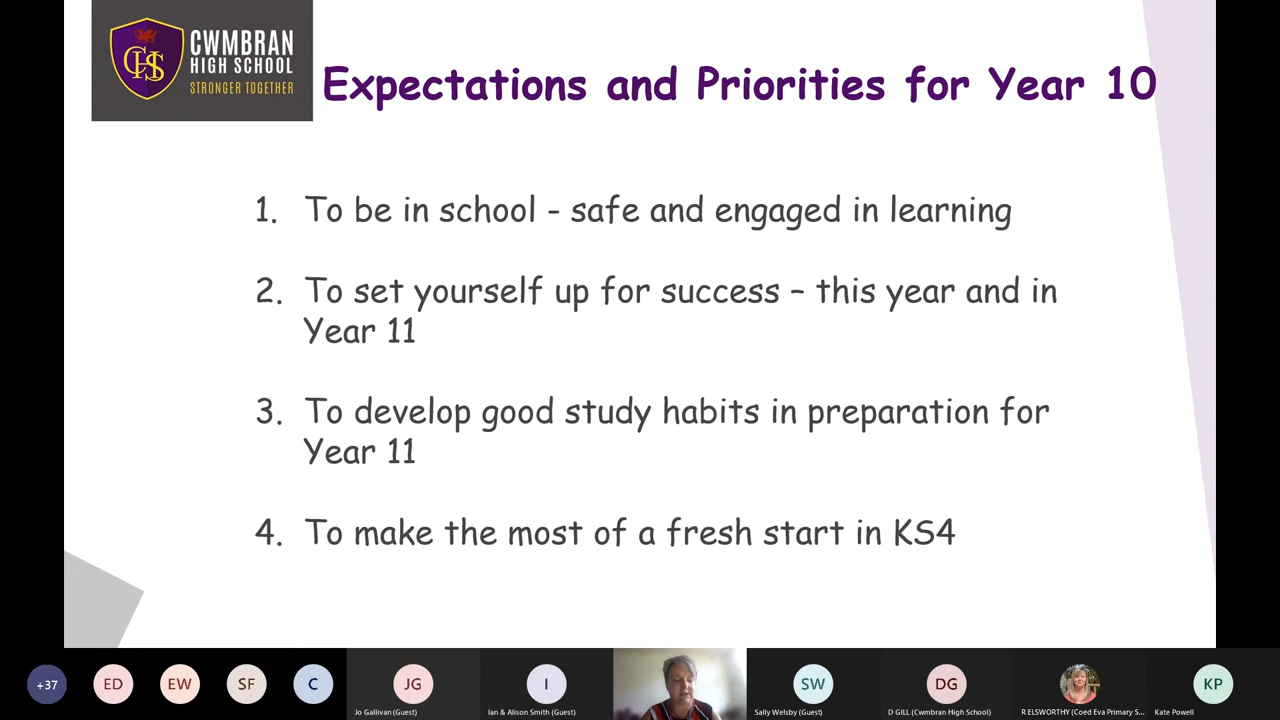 CWMBRAN
HIGH SCHOOL
STRONGER TOGETHER
CHS
Expectations and Priorities for Year 10
1. To be in school - safe and engaged in learning
2. To set yourself up for success – this year and in
Year 11
3. To develop good study habits in preparation for
Year 11
4. To make the most of a fresh start in KS4
+37
ED
EW
SF
C
JG
I
SW
DG
KP
Jo Gallivan (Guest)
Ian & Alison Smith (Guest)
Sally Welsby (Guest)
D GILL (Cwmbran High School)
R ELSWORTHY (Coed Eva Primary S...
Kate Powell